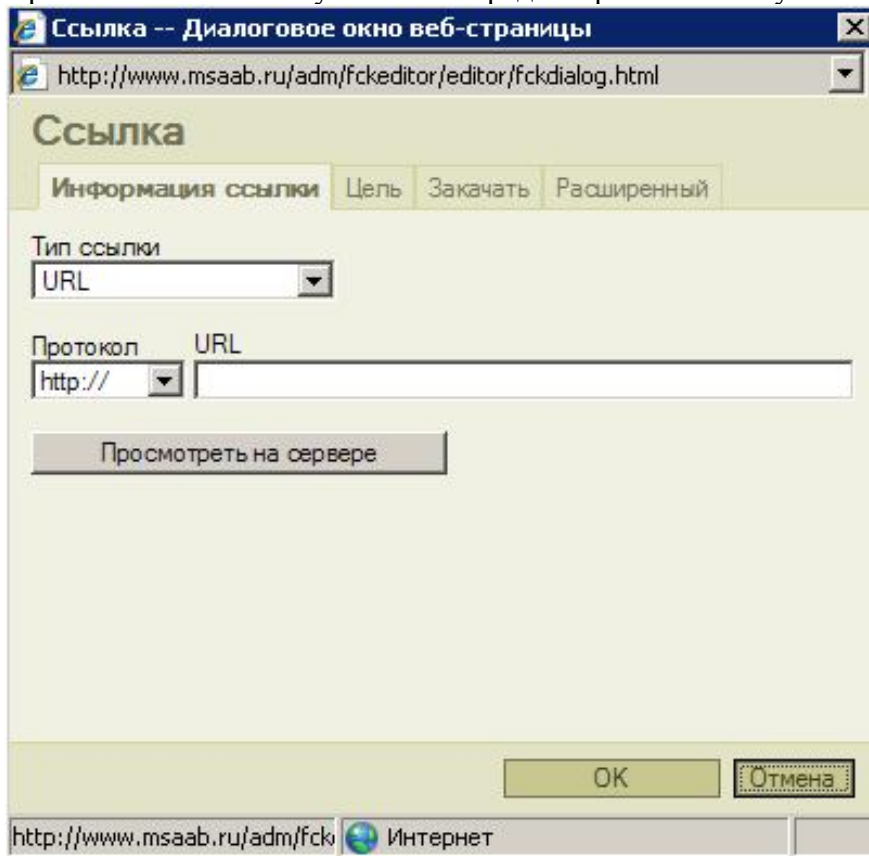 Ссылка -- Диалоговое окно веб-страницы
http://www.msaab.ru/adm/fckeditor/editor/fckdialog.html
Ссылка
Информация ссылки Цель Закачать Расширенный
Тип ссылки
URL
Протокол URL
http://
Просмотреть на сервере
OK Отмена
http://www.msaab.ru/adm/fck Интернет